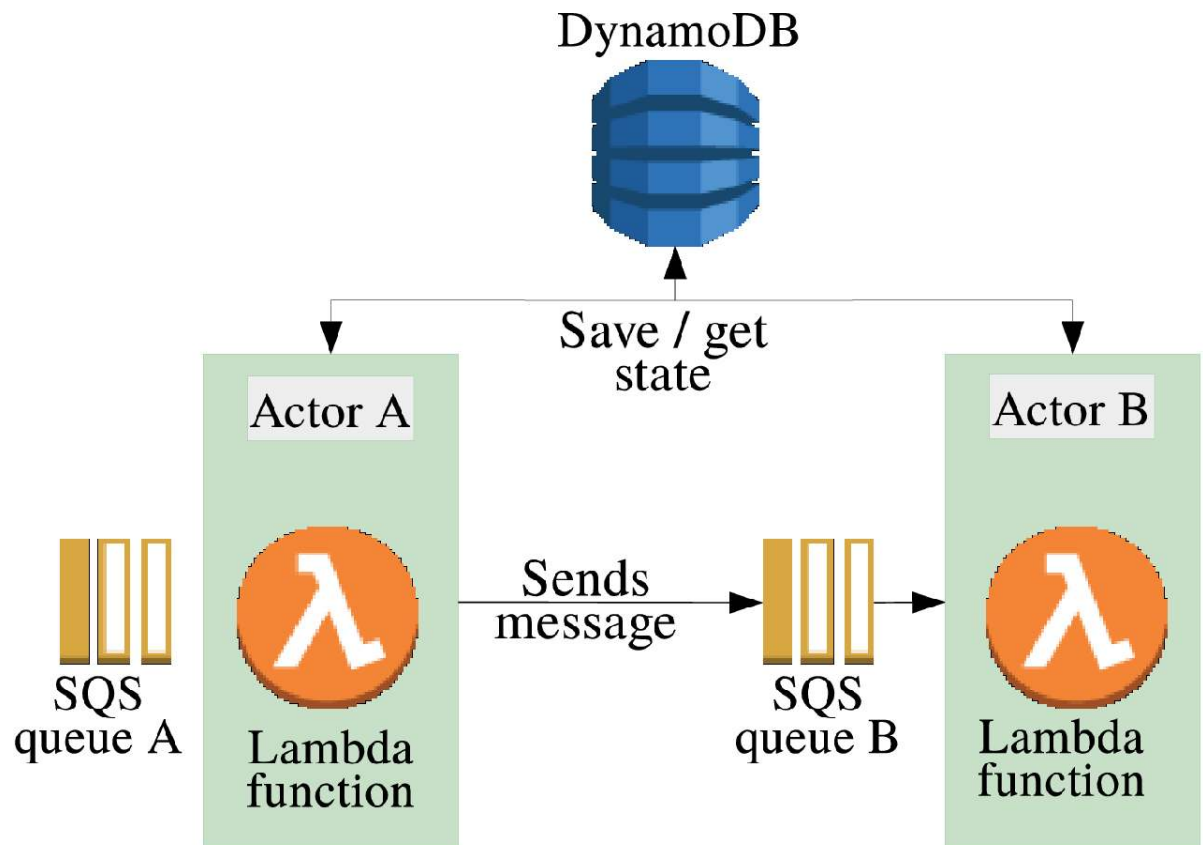 DynamoDB
Save / get
state
Actor A
Actor B
Sends
message
SQS
queue A
Lambda
function
SQS
queue B
Lambda
function